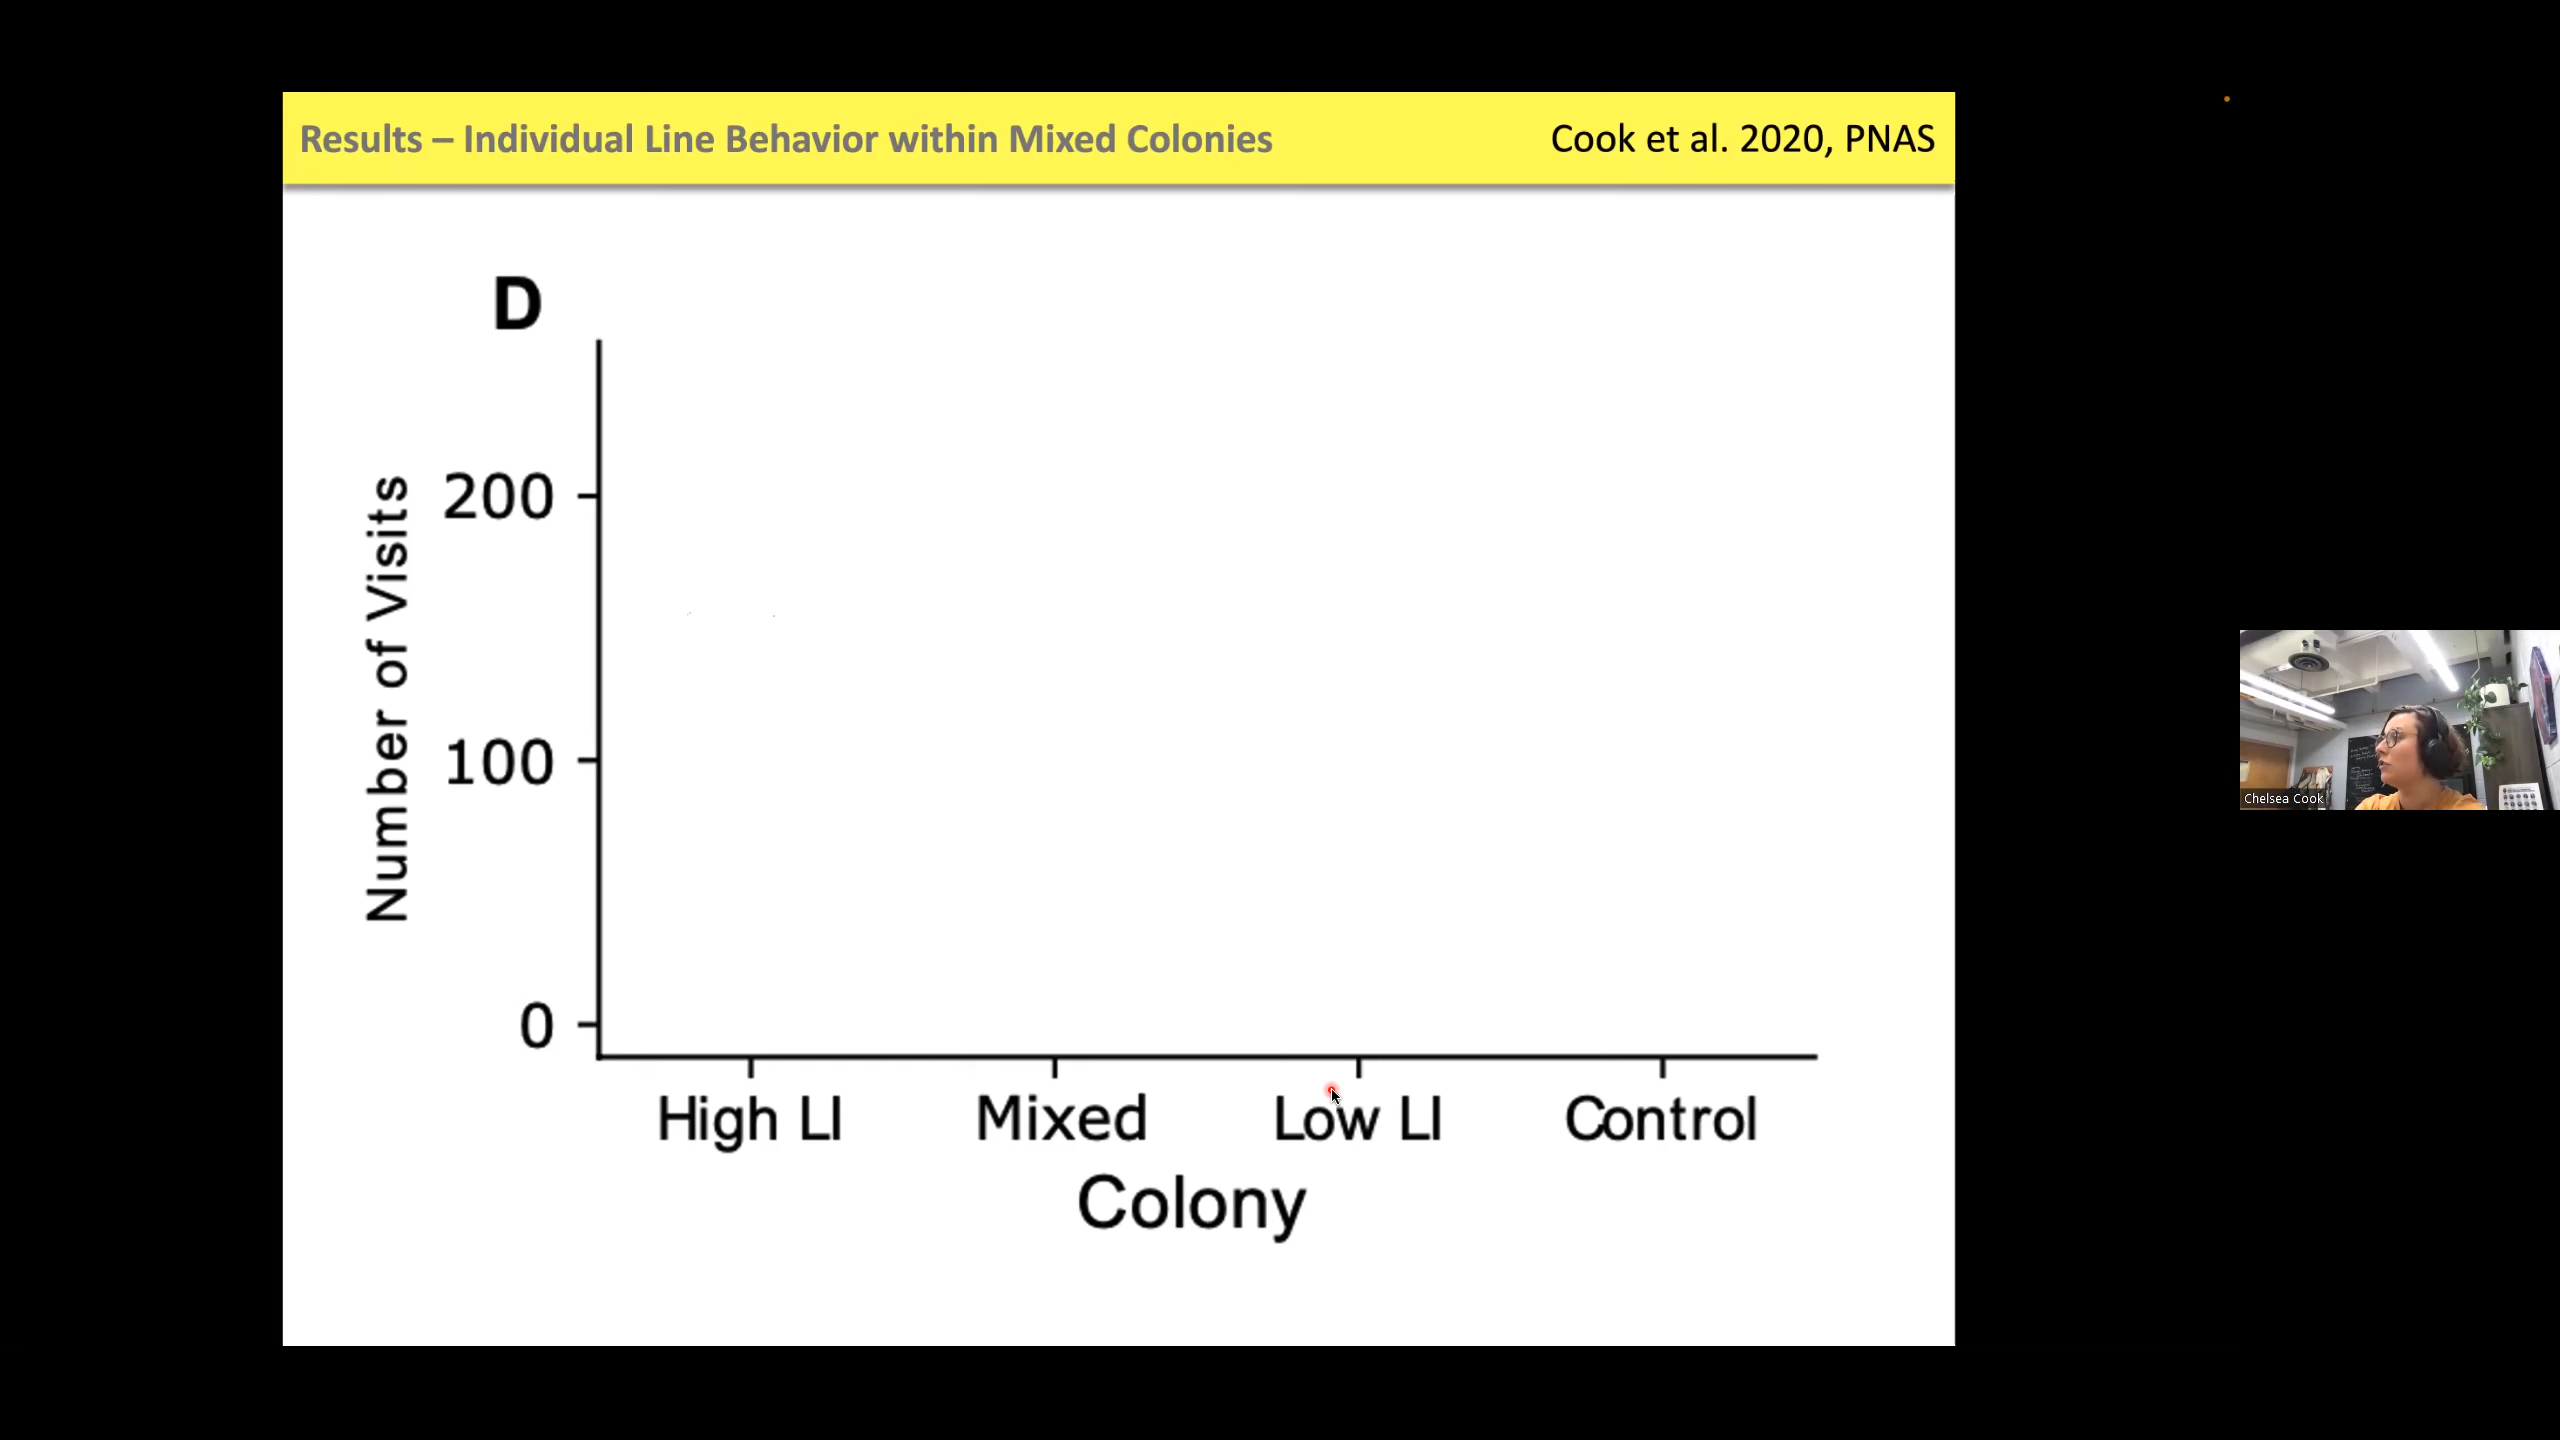 Results – Individual Line Behavior within Mixed Colonies
Cook et al. 2020, PNAS
D
Number of Visits
200
100
0
High LI
Mixed
Low LI
Control
Colony
Chelsea Cook